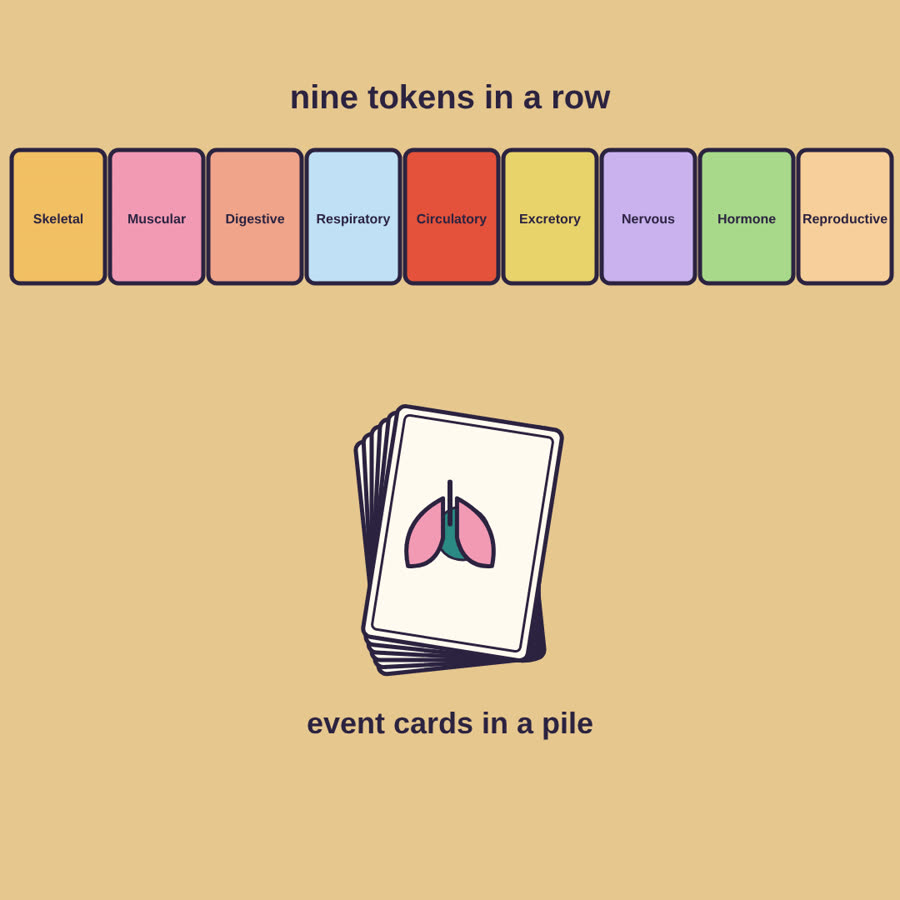 nine tokens in a row
Skeletal Muscular Digestive Respiratory Circulatory Excretory Nervous Hormone Reproductive
event cards in a pile